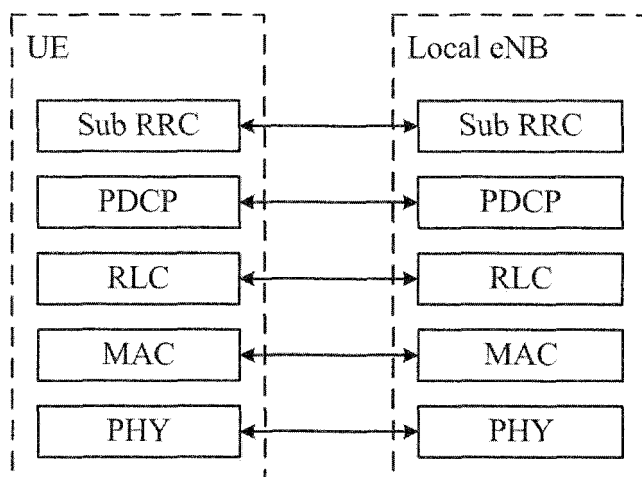 UE
Local eNB
Sub RRC
Sub RRC
PDCP
PDCP
RLC
RLC
MAC
MAC
PHY
PHY